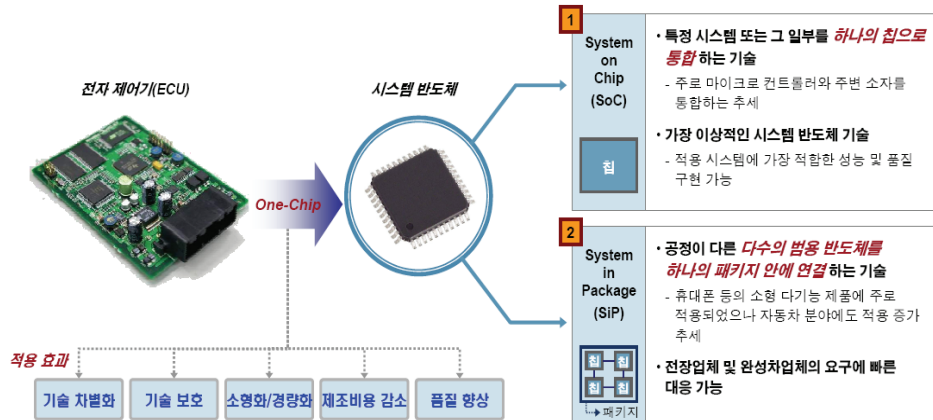 전자 제어기(ECU)
시스템 반도체
One-Chip
적용 효과
기술 차별화
기술 보호
소형화/경량화
제조비용 감소
품질 향상
1
System
on
Chip
(SoC)
칩
• 특정 시스템 또는 그 일부를 하나의 칩으로
통합 하는 기술
- 주로 마이크로 컨트롤러와 주변 소자를
통합하는 추세
• 가장 이상적인 시스템 반도체 기술
- 적용 시스템에 가장 적합한 성능 및 품질
구현 가능
2
System
in
Package
(SiP)
칩 칩
칩 칩
패키지
• 공정이 다른 다수의 범용 반도체를
하나의 패키지 안에 연결 하는 기술
- 휴대폰 등의 소형 다기능 제품에 주로
적용되었으나 자동차 분야에도 적용 증가
추세
• 전장업체 및 완성차업체의 요구에 빠른
대응 가능